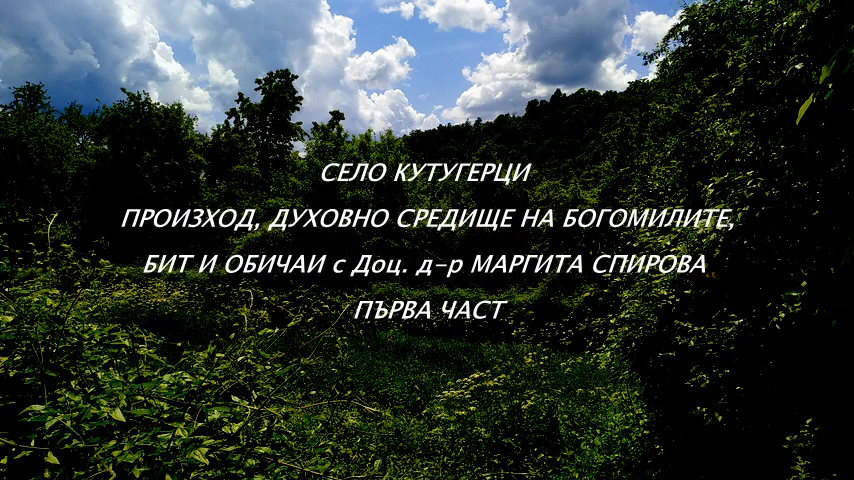 СЕЛО КУТУГЕРЦИ
ПРОИЗХОД, ДУХОВНО СРЕДИЩЕ НА БОГОМИЛИТЕ,
БИТ И ОБИЧАИ с Доц. д-р МАРГИТА СПИРОВА
ПЪРВА ЧАСТ